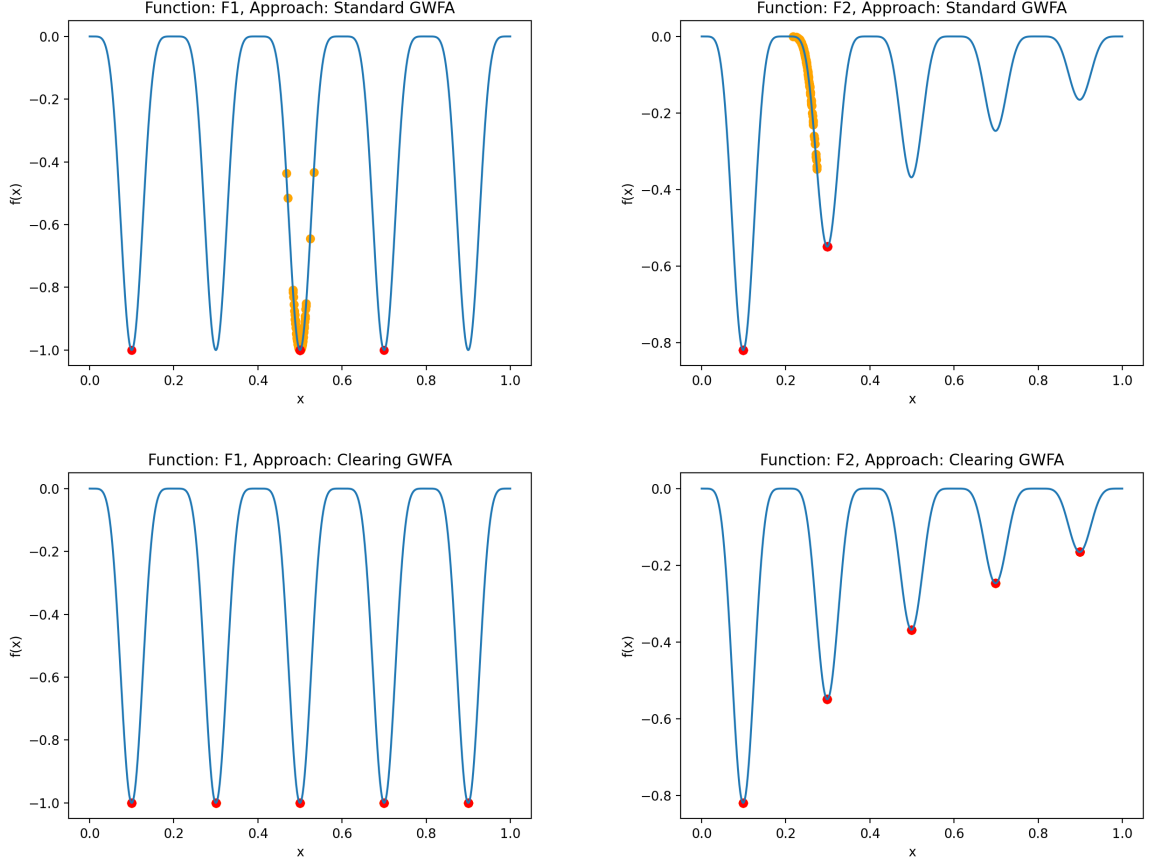 Function: F1, Approach: Standard GWFA
0.0
−0.2
−0.4
−0.6
−0.8
−1.0
f(x)
0.0 0.2 0.4 0.6 0.8 1.0
x
Function: F2, Approach: Standard GWFA
0.0
−0.2
−0.4
−0.6
−0.8
f(x)
0.0 0.2 0.4 0.6 0.8 1.0
x
Function: F1, Approach: Clearing GWFA
0.0
−0.2
−0.4
−0.6
−0.8
−1.0
f(x)
0.0 0.2 0.4 0.6 0.8 1.0
x
Function: F2, Approach: Clearing GWFA
0.0
−0.2
−0.4
−0.6
−0.8
f(x)
0.0 0.2 0.4 0.6 0.8 1.0
x